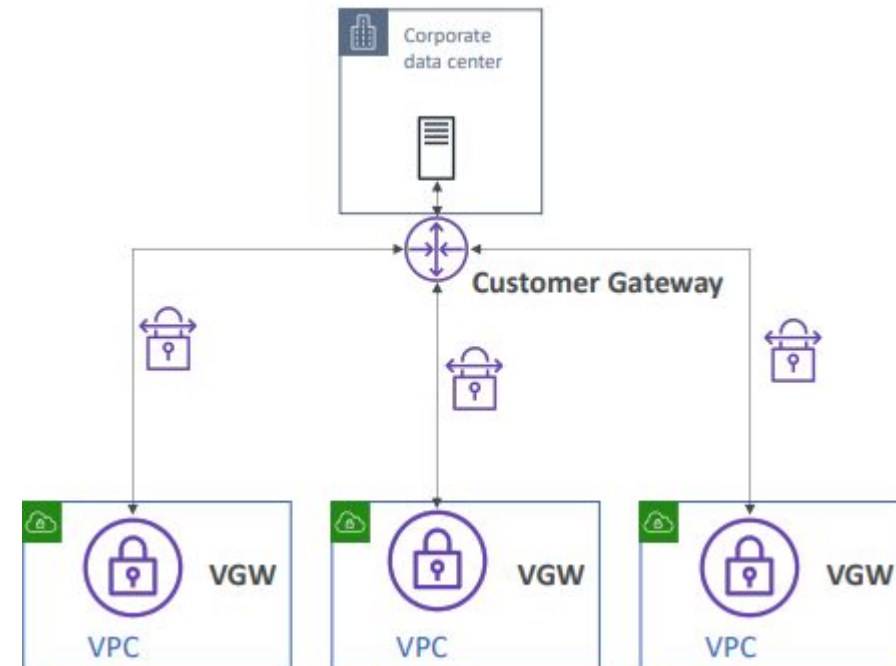 Corporate
data center
Customer Gateway
VGW
VGW
VGW
VPC
VPC
VPC